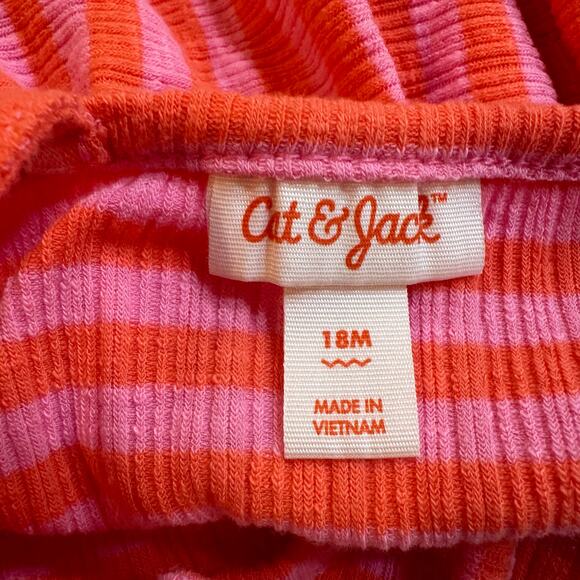 Cat & Jack™
18M
MADE IN
VIETNAM